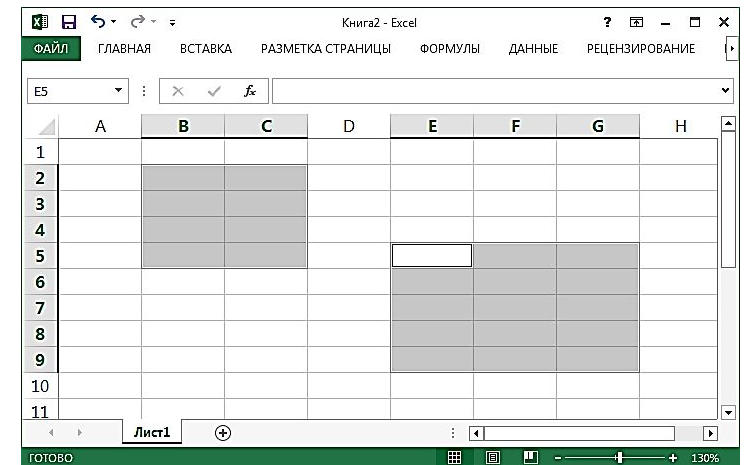 Книга2 - Excel ?
ФАЙЛ ГЛАВНАЯ ВСТАВКА РАЗМЕТКА СТРАНИЦЫ ФОРМУЛЫ ДАННЫЕ РЕЦЕНЗИРОВАНИЕ
E5 fx
A B C D E F G H
1
2
3
4
5
6
7
8
9
10
11
Лист1
ГОТОВО 130%